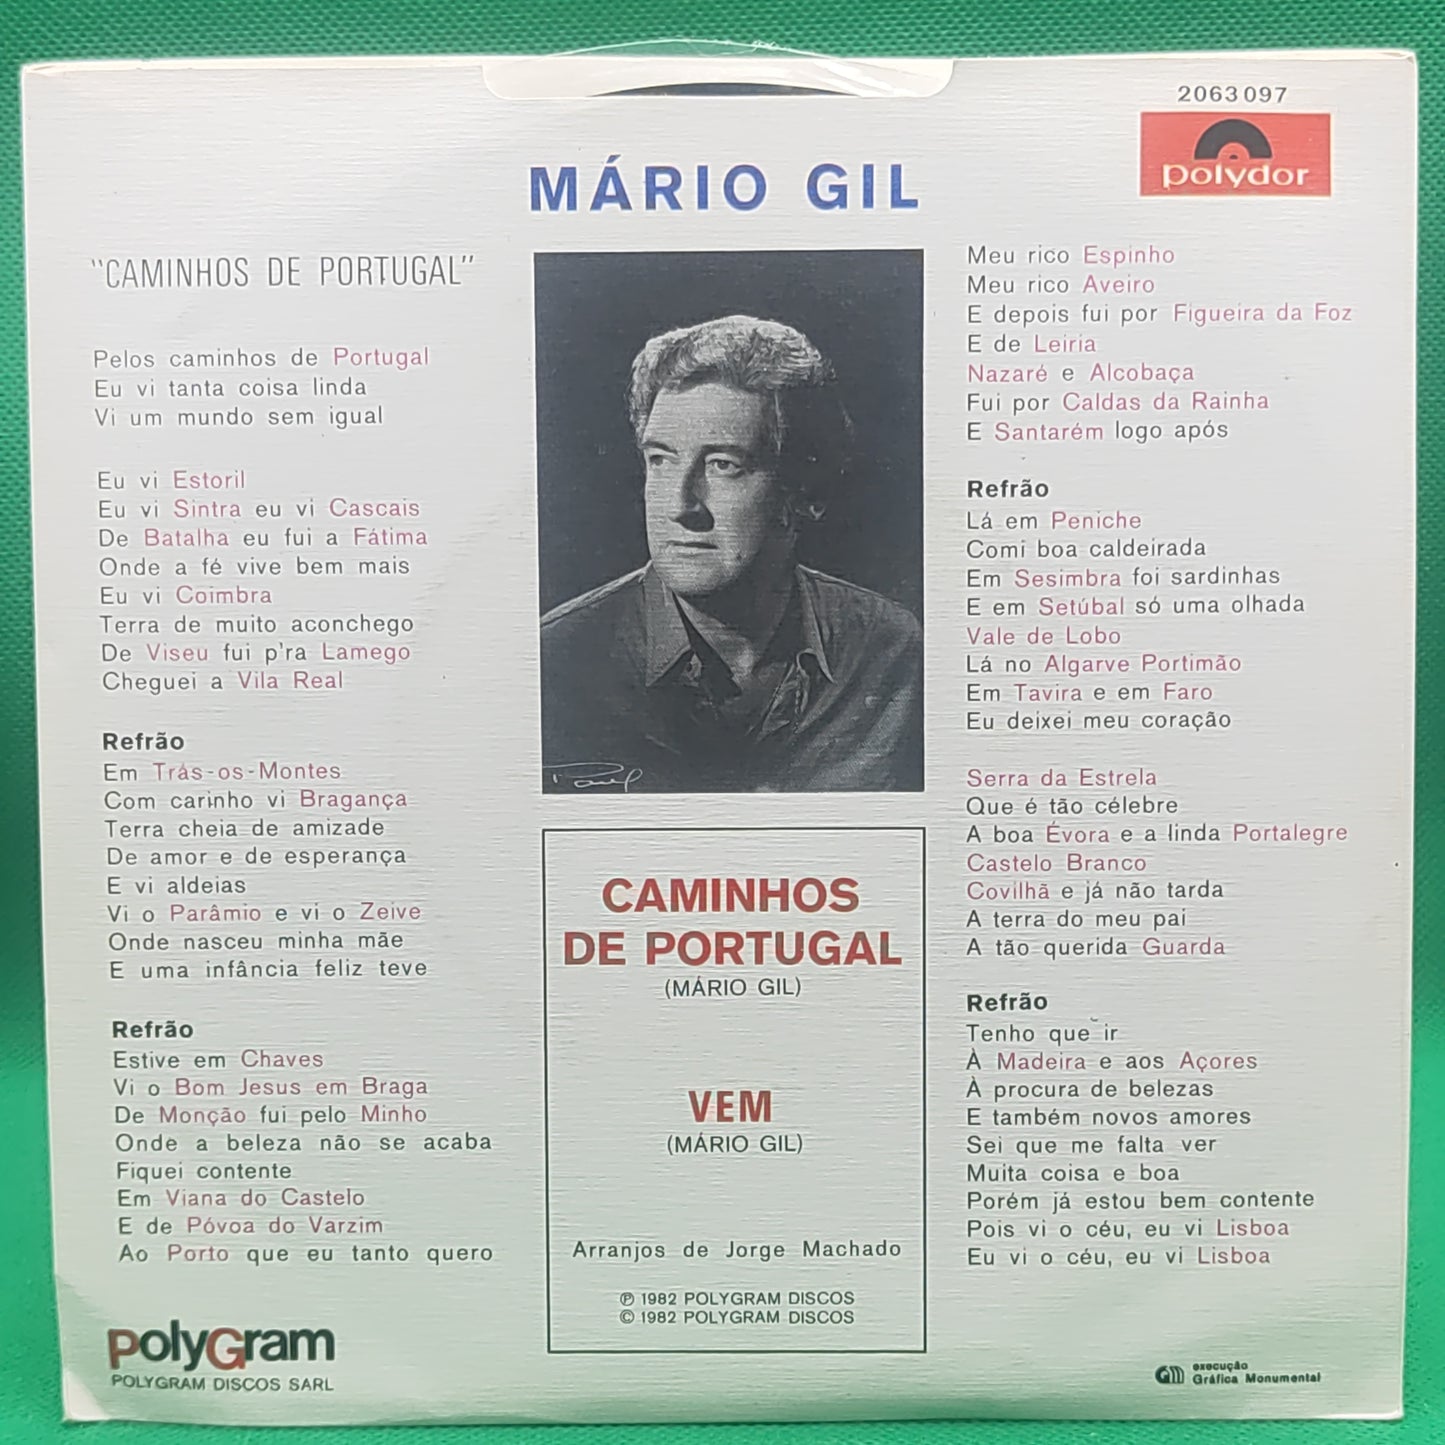 2063 097
polydor
MÁRIO GIL
"CAMINHOS DE PORTUGAL"
Pelos caminhos de Portugal
Eu vi tanta coisa linda
Vi um mundo sem igual
Eu vi Estoril
Eu vi Sintra eu vi Cascais
De Batalha eu fui a Fátima
Onde a fé vive bem mais
Eu vi Coimbra
Terra de muito aconchego
De Viseu fui p'ra Lamego
Cheguei a Vila Real
Refrão
Em Trás-os-Montes
Com carinho vi Bragança
Terra cheia de amizade
De amor e de esperança
E vi aldeias
Vi o Parâmio e vi o Zeive
Onde nasceu minha mãe
E uma infância feliz teve
Refrão
Estive em Chaves
Vi o Bom Jesus em Braga
De Monção fui pelo Minho
Onde a beleza não se acaba
Fiquei contente
Em Viana do Castelo
E de Póvoa do Varzim
Ao Porto que eu tanto quero
PolyGram
POLYGRAM DISCOS SARL
Paul
CAMINHOS
DE PORTUGAL
(MÁRIO GIL)
VEM
(MÁRIO GIL)
Arranjos de Jorge Machado
℗ 1982 POLYGRAM DISCOS
© 1982 POLYGRAM DISCOS
Meu rico Espinho
Meu rico Aveiro
E depois fui por Figueira da Foz
E de Leiria
Nazaré e Alcobaça
Fui por Caldas da Rainha
E Santarém logo após
Refrão
Lá em Peniche
Comi boa caldeirada
Em Sesimbra foi sardinhas
E em Setúbal só uma olhada
Vale de Lobo
Lá no Algarve Portimão
Em Tavira e em Faro
Eu deixei meu coração
Serra da Estrela
Que é tão célebre
A boa Évora e a linda Portalegre
Castelo Branco
Covilhã e já não tarda
A terra do meu pai
A tão querida Guarda
Refrão
Tenho que ir
À Madeira e aos Açores
À procura de belezas
E também novos amores
Sei que me falta ver
Muita coisa e boa
Porém já estou bem contente
Pois vi o céu, eu vi Lisboa
Eu vi o céu, eu vi Lisboa
GM execução
Gráfica Monumental